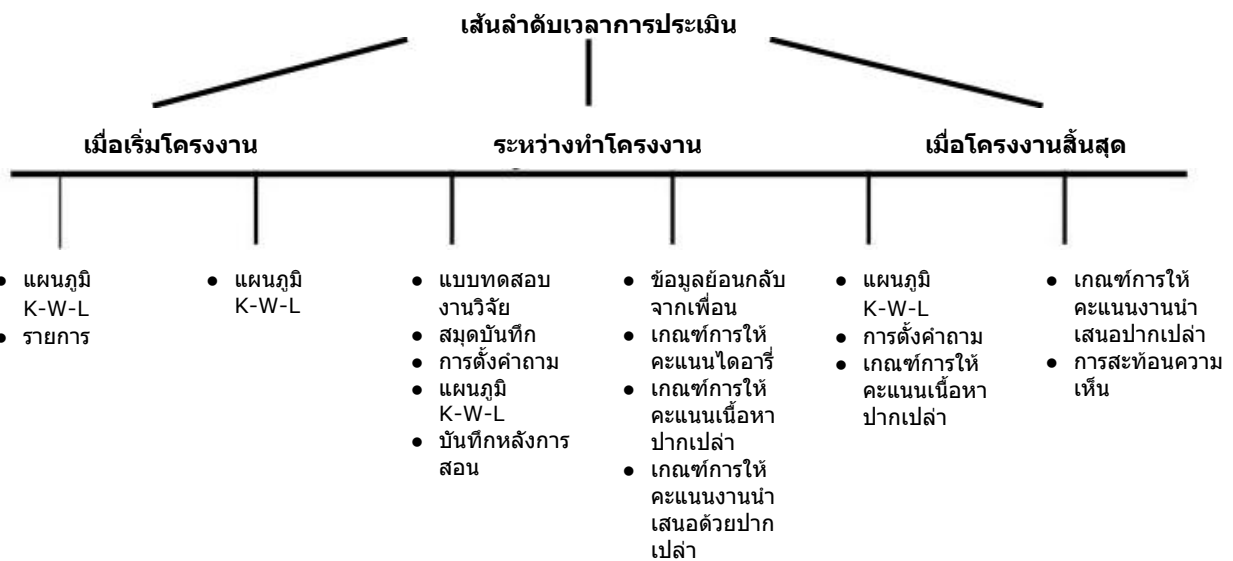 เส้นลำดับเวลาการประเมิน
เมื่อเริ่มโครงงาน
ระหว่างทำโครงงาน
เมื่อโครงงานสิ้นสุด
● แผนภูมิ
K-W-L
● รายการ
● แผนภูมิ
K-W-L
● แบบทดสอบ
งานวิจัย
● สมุดบันทึก
● การตั้งคำถาม
● แผนภูมิ
K-W-L
● บันทึกหลังการ
สอน
● ข้อมูลย้อนกลับ
จากเพื่อน
● เกณฑ์การให้
คะแนนไดอารี่
● เกณฑ์การให้
คะแนนเนื้อหา
ปากเปล่า
● เกณฑ์การให้
คะแนนงานนำ
เสนอด้วยปาก
เปล่า
● แผนภูมิ
K-W-L
● การตั้งคำถาม
● เกณฑ์การให้
คะแนนเนื้อหา
ปากเปล่า
● เกณฑ์การให้
คะแนนงานนำ
เสนอปากเปล่า
● การสะท้อนความ
เห็น